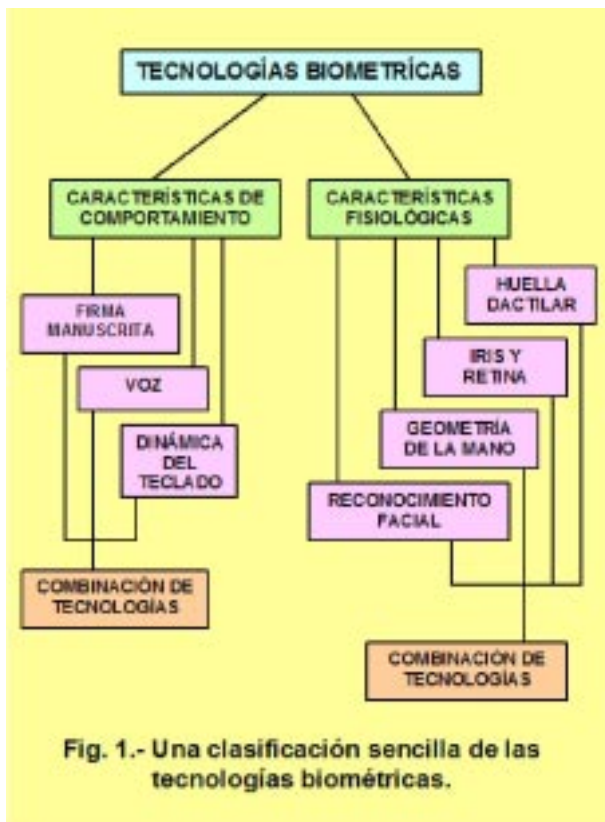 TECNOLOGÍAS BIOMETRÍCAS
CARACTERÍSTICAS DE
COMPORTAMIENTO
CARACTERÍSTICAS
FISIOLÓGICAS
FIRMA
MANUSCRITA
VOZ
DINÁMICA
DEL
TECLADO
COMBINACIÓN DE
TECNOLOGÍAS
HUELLA
DACTILAR
IRIS Y
RETINA
GEOMETRÍA
DE LA MANO
RECONOCIMIENTO
FACIAL
COMBINACIÓN DE
TECNOLOGÍAS
Fig. 1.- Una clasificación sencilla de las
tecnologías biométricas.